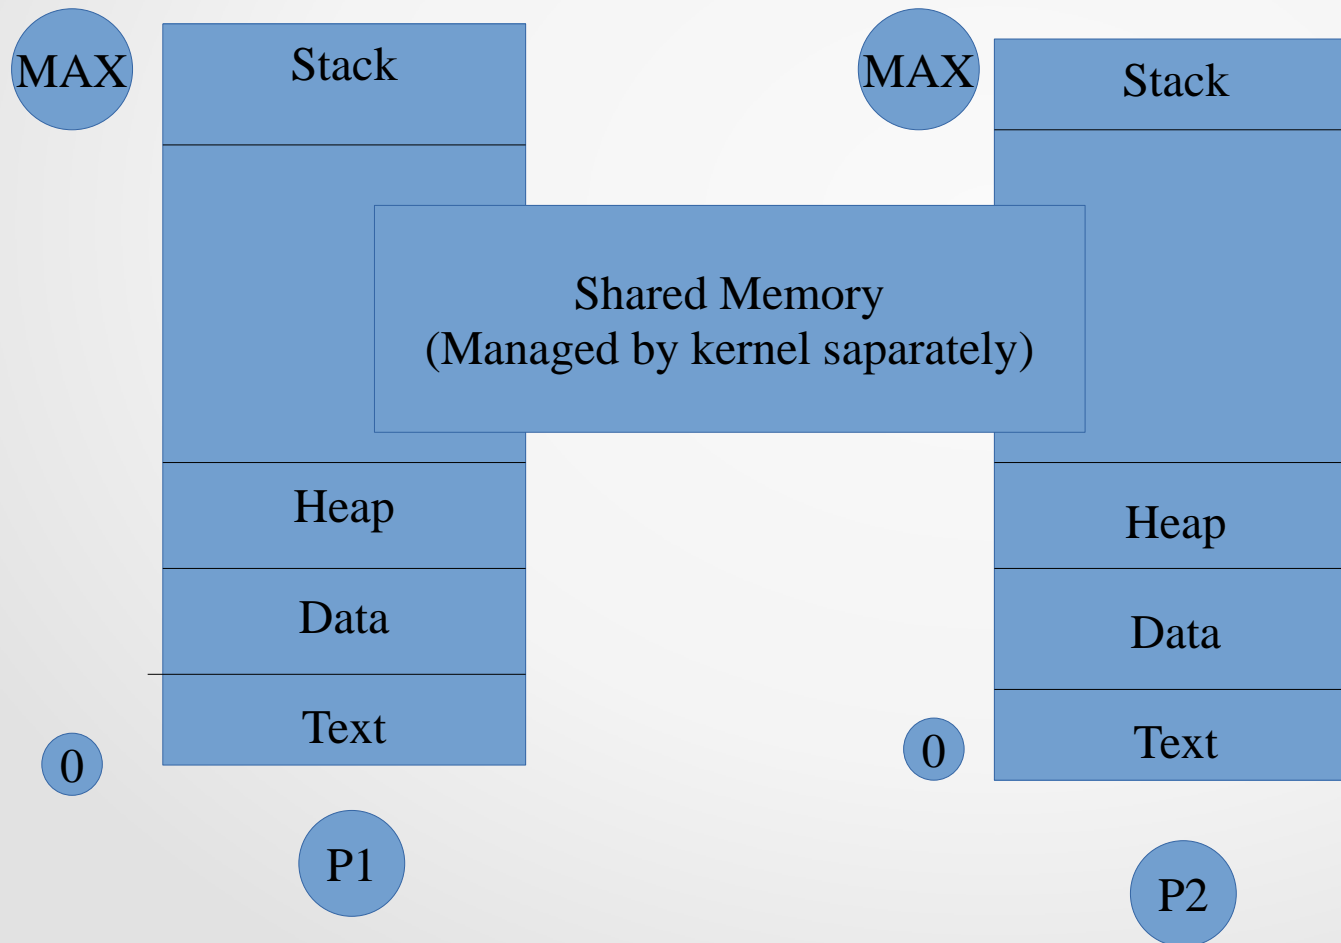 MAX
Stack
MAX
Stack
Shared Memory
(Managed by kernel saparately)
Heap
Heap
Data
Data
Text
Text
0
0
P1
P2